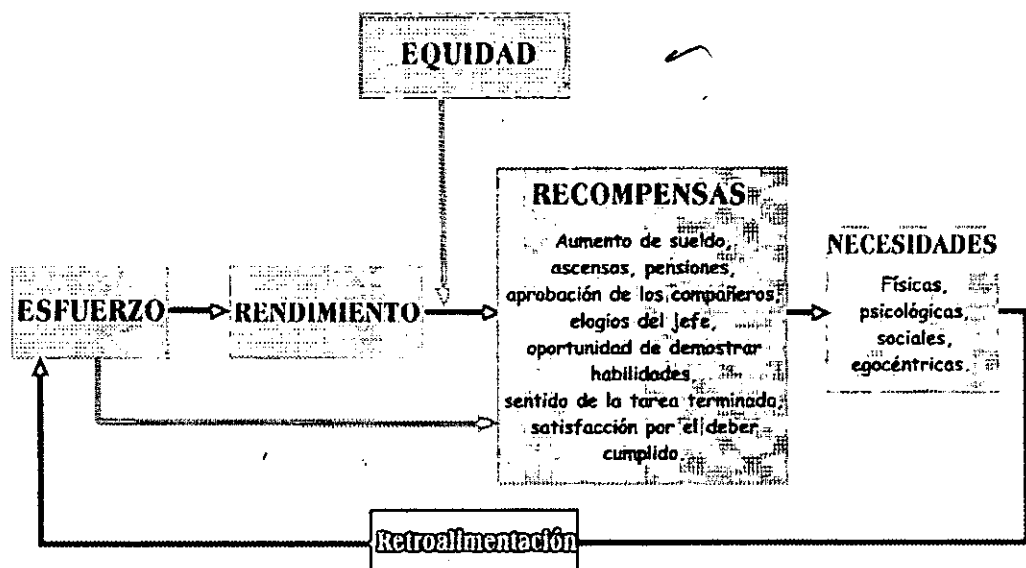 EQUIDAD
RECOMPENSAS
Aumento de sueldo,
ascensos, pensiones,
aprobación de los compañeros,
elogios del jefe,
oportunidad de demostrar
habilidades,
sentido de la tarea terminada,
satisfacción por el deber
cumplido.
NECESIDADES
Físicas,
psicológicas,
sociales,
egocéntricas.
ESFUERZO
RENDIMIENTO
Retroalimentación